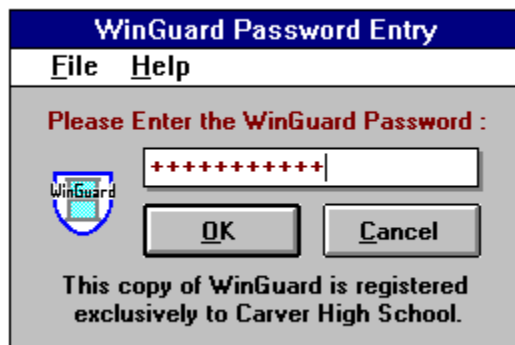 WinGuard Password Entry
File Help
Please Enter the WinGuard Password :
+++++++++++
WinGuard
OK Cancel
This copy of WinGuard is registered
exclusively to Carver High School.